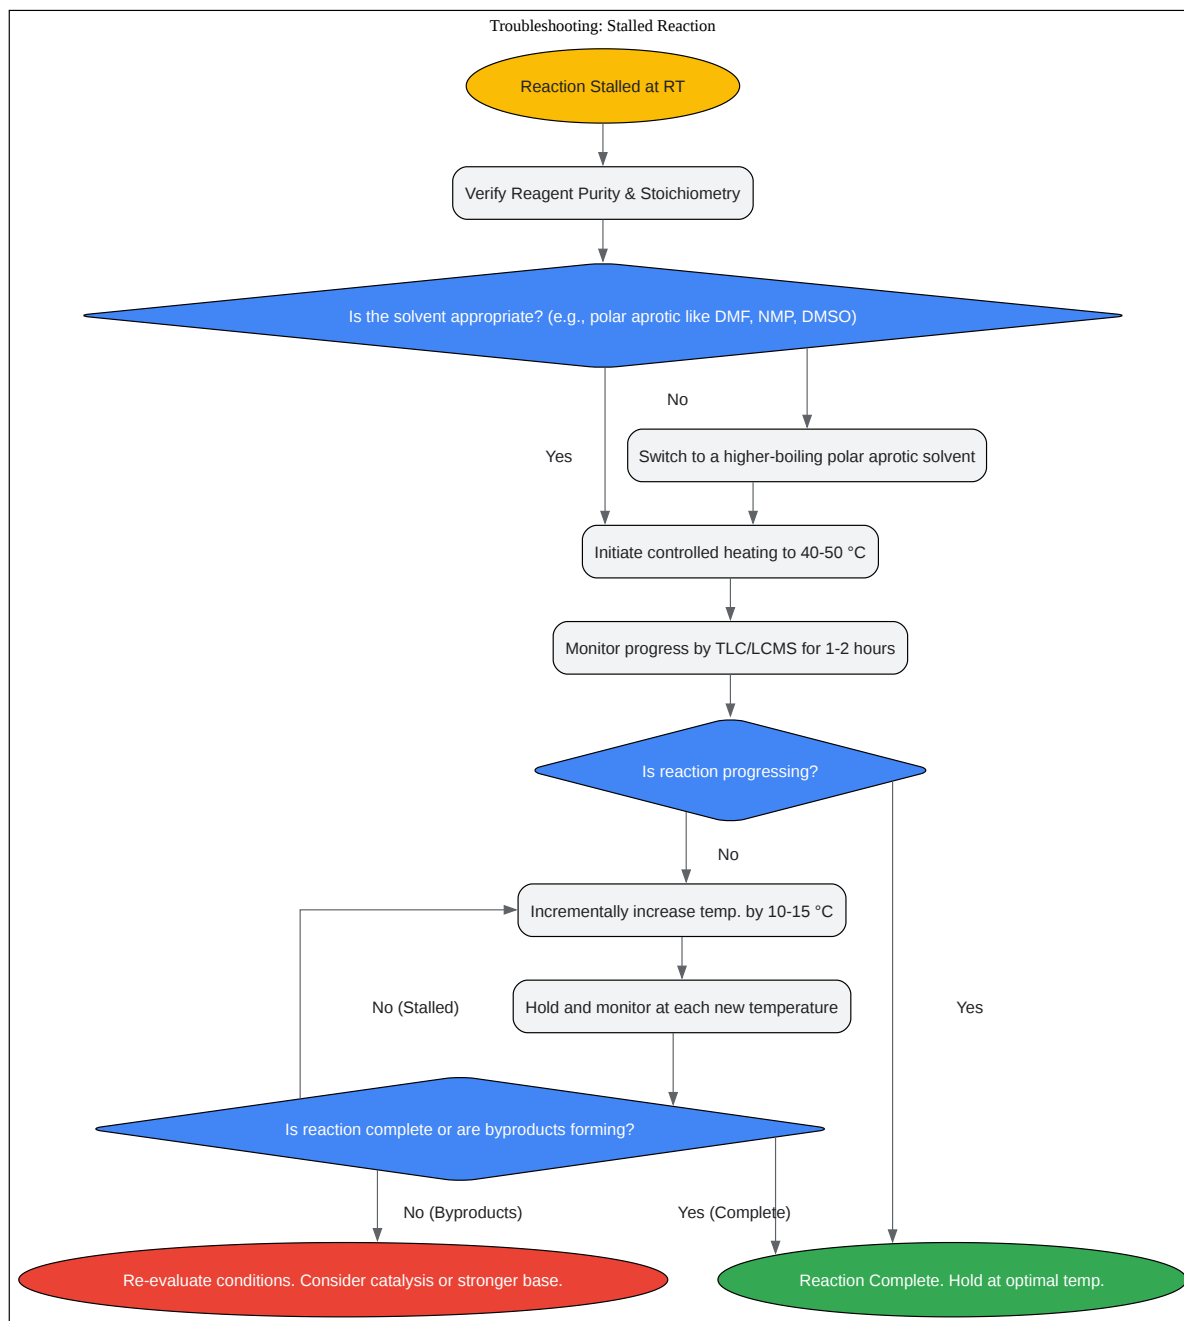 Troubleshooting: Stalled Reaction
Reaction Stalled at RT
Verify Reagent Purity & Stoichiometry
Is the solvent appropriate? (e.g., polar aprotic like DMF, NMP, DMSO)
No
Yes
Switch to a higher-boiling polar aprotic solvent
Initiate controlled heating to 40-50 °C
Monitor progress by TLC/LCMS for 1-2 hours
Is reaction progressing?
No
Incrementally increase temp. by 10-15 °C
No (Stalled)
Hold and monitor at each new temperature
Yes
Is reaction complete or are byproducts forming?
No (Byproducts)
Yes (Complete)
Re-evaluate conditions. Consider catalysis or stronger base.
Reaction Complete. Hold at optimal temp.